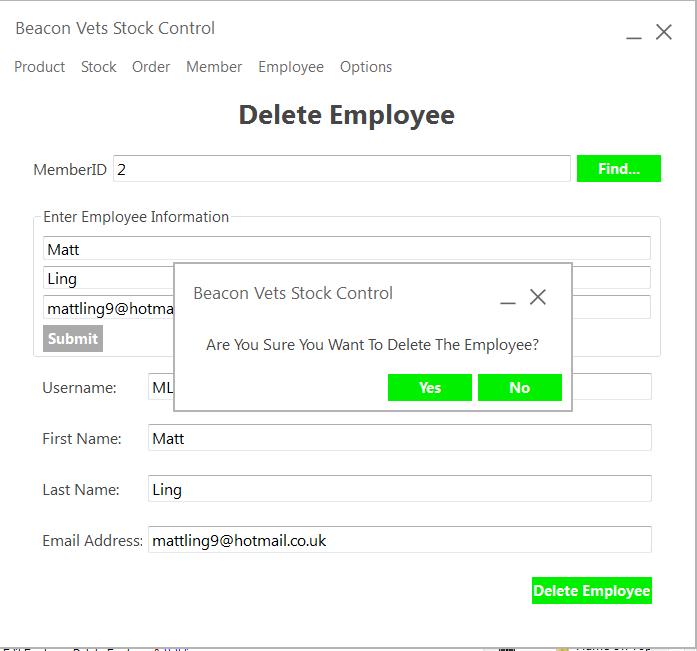 Beacon Vets Stock Control
Product Stock Order Member Employee Options
Delete Employee
MemberID 2 Find...
Enter Employee Information
Matt
Ling
mattling9@hotma
Submit
Beacon Vets Stock Control
Are You Sure You Want To Delete The Employee?
Yes No
Username: ML
First Name: Matt
Last Name: Ling
Email Address: mattling9@hotmail.co.uk
Delete Employee